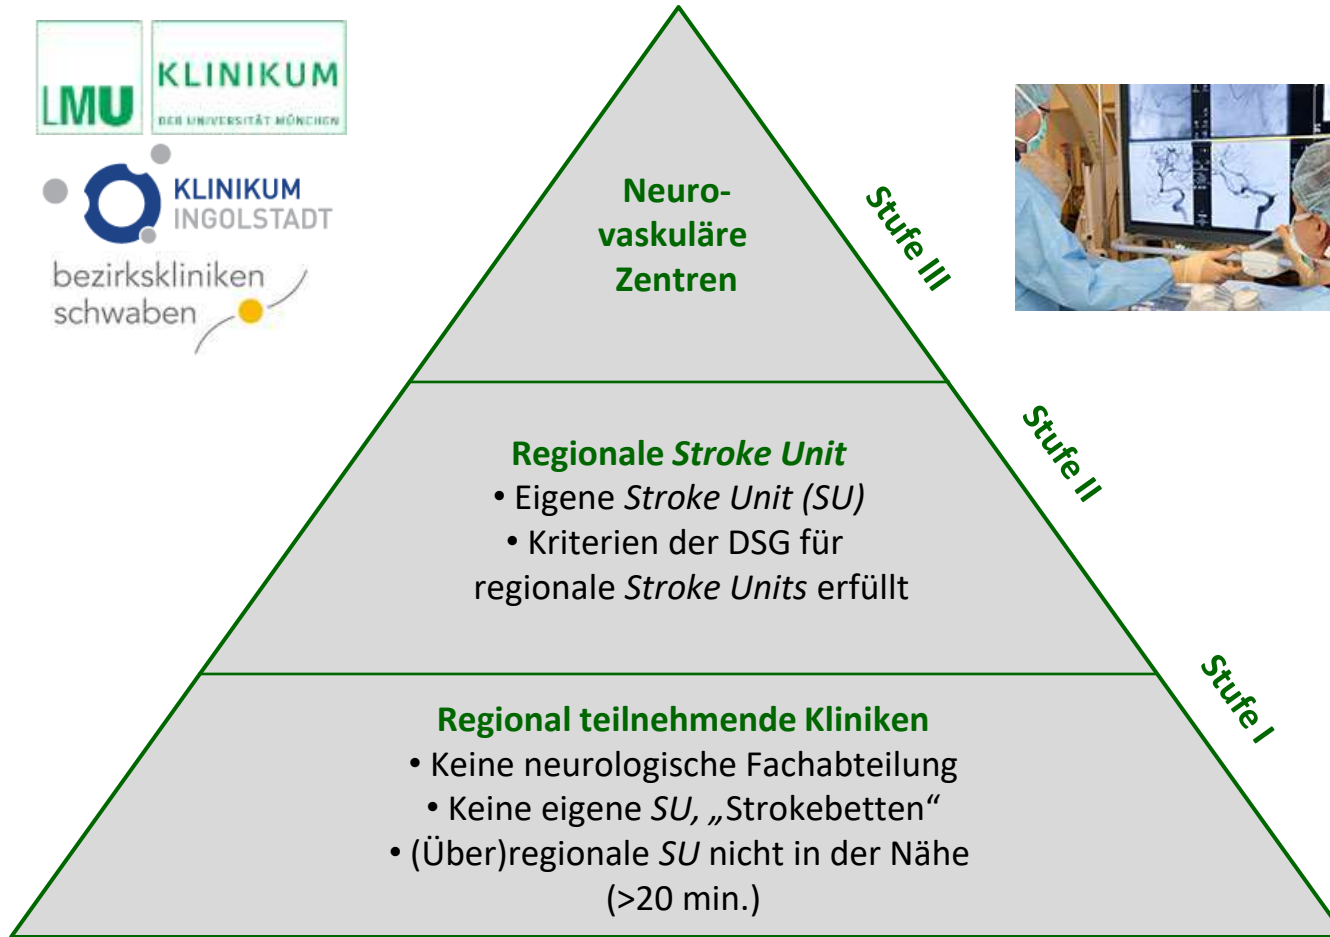 LMU
KLINIKUM
DER UNIVERSITÄT MÜNCHEN
KLINIKUM
INGOLSTADT
bezirkskliniken
schwaben
Neuro-
vaskuläre
Zentren
Stufe III
Regionale Stroke Unit
• Eigene Stroke Unit (SU)
• Kriterien der DSG für
regionale Stroke Units erfüllt
Stufe II
Regional teilnehmende Kliniken
• Keine neurologische Fachabteilung
• Keine eigene SU, „Strokebetten“
• (Über)regionale SU nicht in der Nähe
(>20 min.)
Stufe I